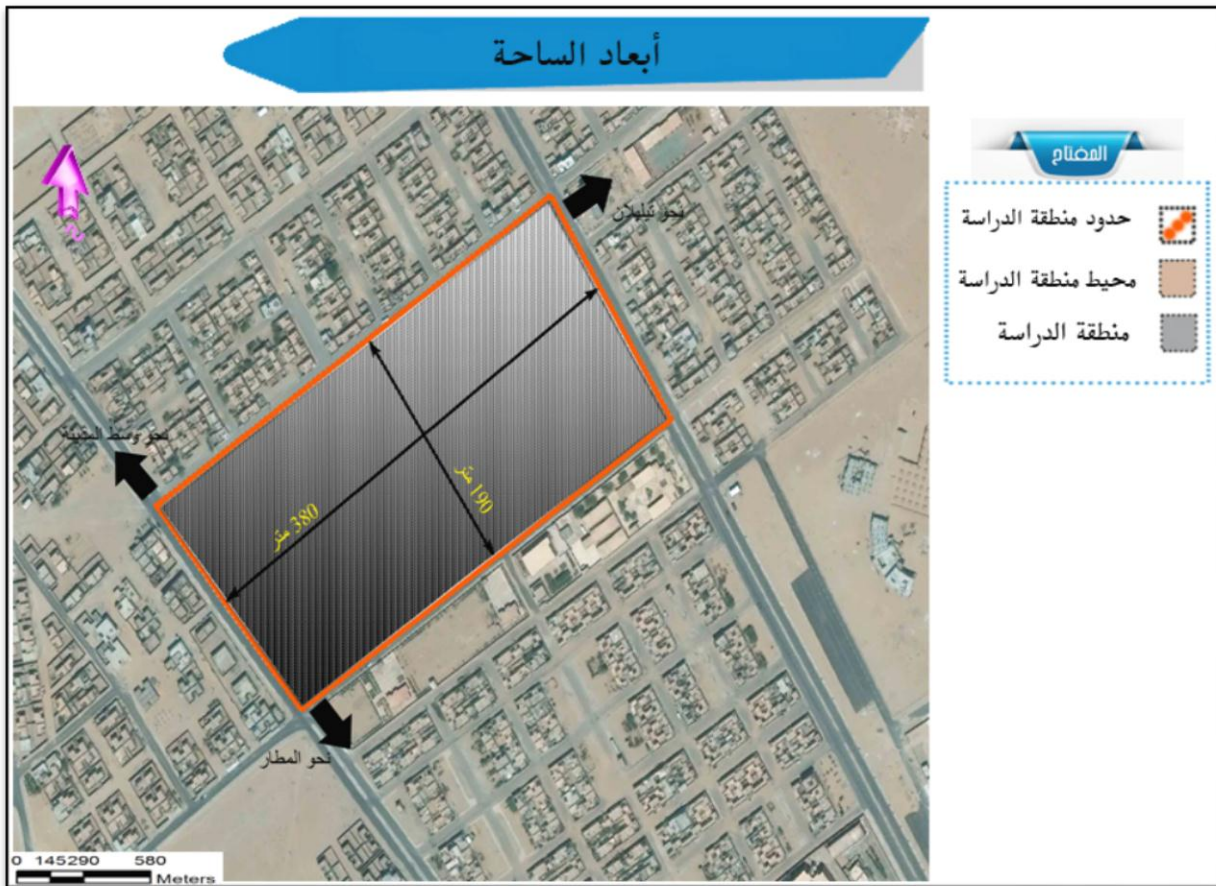 أبعاد الساحة
المفتاح
حدود منطقة الدراسة
محيط منطقة الدراسة
منطقة الدراسة
نحو تيليلان
نحو وسط المدينة
380 متر
190 متر
نحو المطار
0 145290 580
Meters